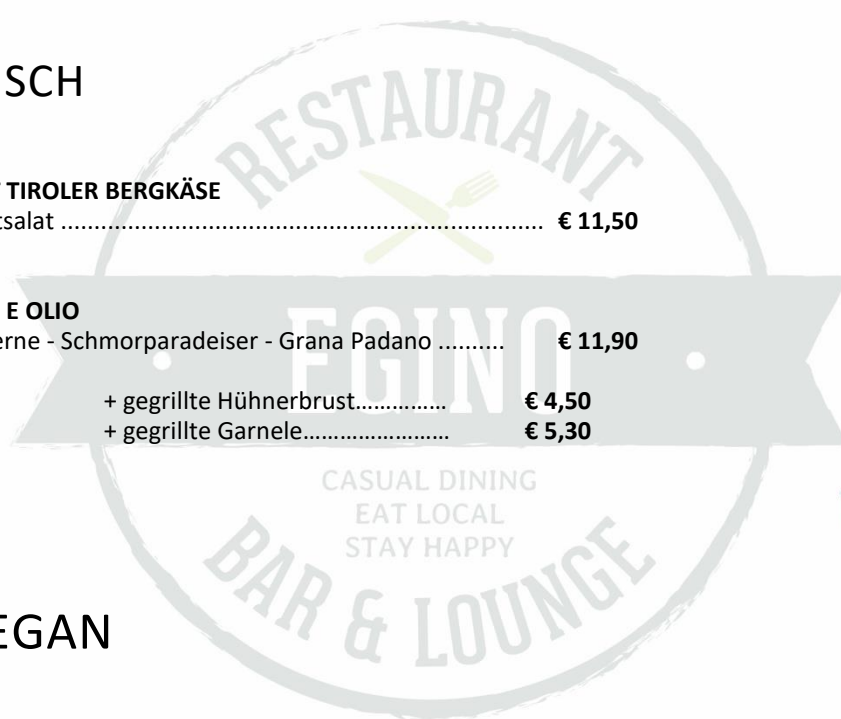 SCH
TIROLER BERGKÄSE
tsalat ......................................................................... € 11,50
E OLIO
erne - Schmorparadeiser - Grana Padano .......... € 11,90
+ gegrillte Hühnerbrust…………… € 4,50
+ gegrillte Garnele…………………… € 5,30
EGAN
RESTAURANT
EGINO
CASUAL DINING
EAT LOCAL
STAY HAPPY
BAR & LOUNGE